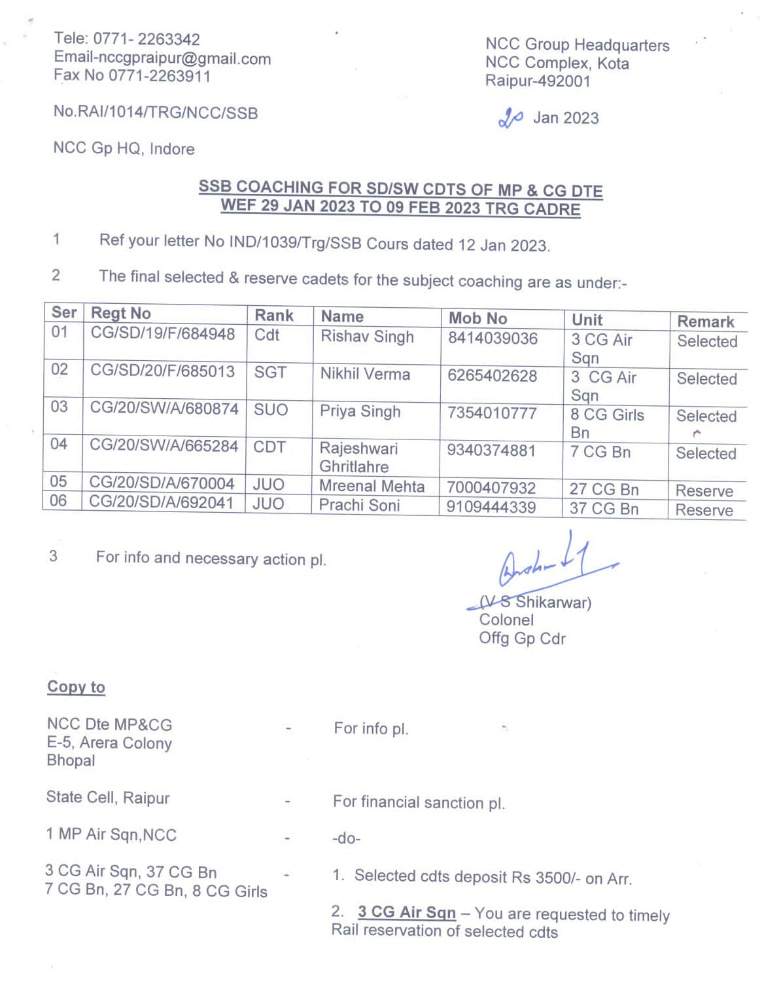 Tele: 0771- 2263342
Email-nccgpraipur@gmail.com
Fax No 0771-2263911
NCC Group Headquarters
NCC Complex, Kota
Raipur-492001
No.RAI/1014/TRG/NCC/SSB
20 Jan 2023
NCC Gp HQ, Indore
SSB COACHING FOR SD/SW CDTS OF MP & CG DTE
WEF 29 JAN 2023 TO 09 FEB 2023 TRG CADRE
1 Ref your letter No IND/1039/Trg/SSB Cours dated 12 Jan 2023.
2 The final selected & reserve cadets for the subject coaching are as under:-
Ser Regt No Rank Name Mob No Unit Remark
01 CG/SD/19/F/684948 Cdt Rishav Singh 8414039036 3 CG Air Selected
Sqn
02 CG/SD/20/F/685013 SGT Nikhil Verma 6265402628 3 CG Air Selected
Sqn
03 CG/20/SW/A/680874 SUO Priya Singh 7354010777 8 CG Girls Selected
Bn
04 CG/20/SW/A/665284 CDT Rajeshwari 9340374881 7 CG Bn Selected
Ghritlahre
05 CG/20/SD/A/670004 JUO Mreenal Mehta 7000407932 27 CG Bn Reserve
06 CG/20/SD/A/692041 JUO Prachi Soni 9109444339 37 CG Bn Reserve
3 For info and necessary action pl.
(V S Shikarwar)
Colonel
Offg Gp Cdr
Copy to
NCC Dte MP&CG - For info pl.
E-5, Arera Colony
Bhopal
State Cell, Raipur - For financial sanction pl.
1 MP Air Sqn,NCC - -do-
3 CG Air Sqn, 37 CG Bn - 1. Selected cdts deposit Rs 3500/- on Arr.
7 CG Bn, 27 CG Bn, 8 CG Girls
2. 3 CG Air Sqn – You are requested to timely
Rail reservation of selected cdts